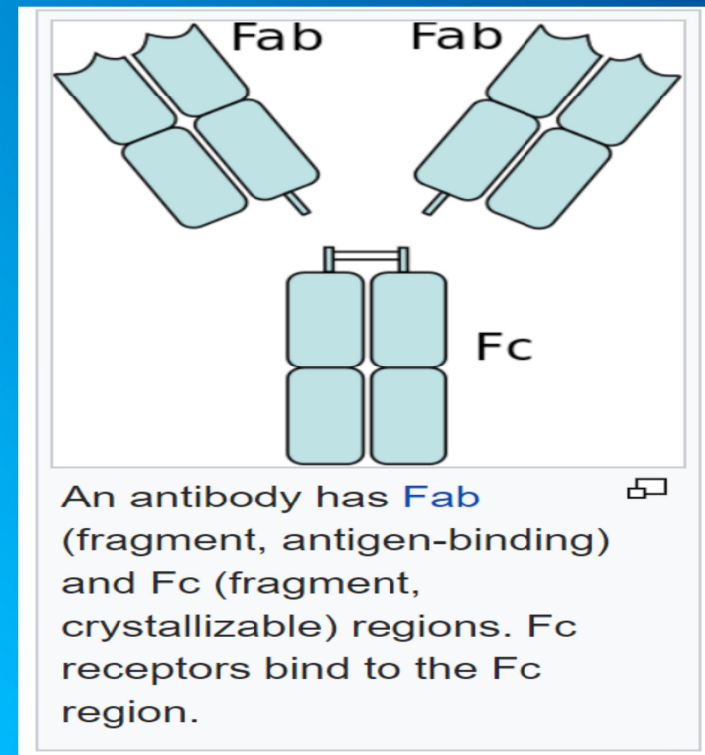 Fab Fab
Fc
An antibody has Fab
(fragment, antigen-binding)
and Fc (fragment,
crystallizable) regions. Fc
receptors bind to the Fc
region.